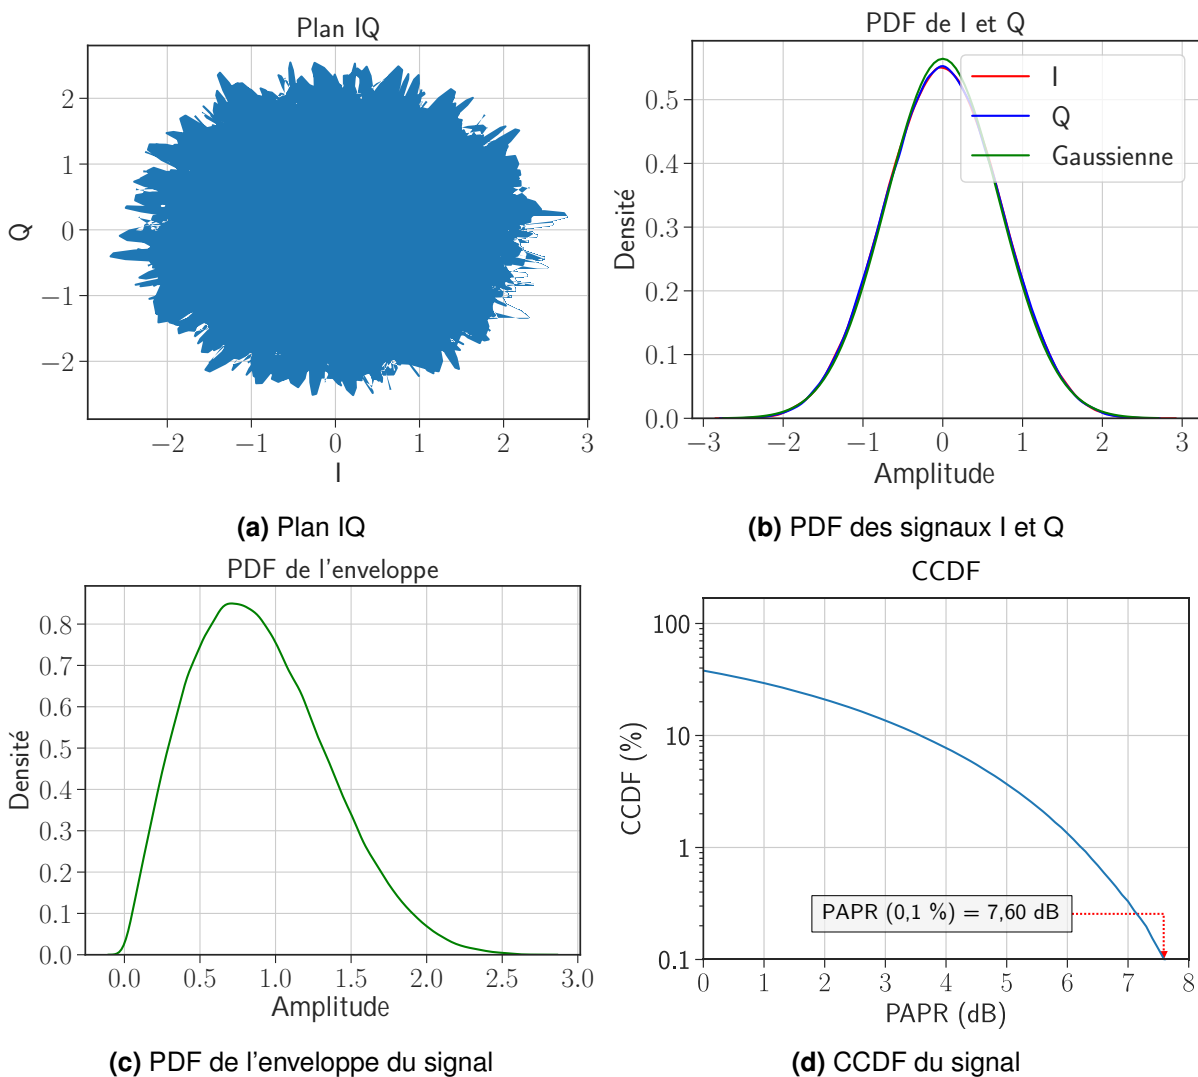 Plan IQ
2
1
0
−1
−2
Q
−2 −1 0 1 2 3
I
(a) Plan IQ
PDF de I et Q
I
Q
Gaussienne
0.5
0.4
0.3
0.2
0.1
0.0
Densité
−3 −2 −1 0 1 2 3
Amplitude
(b) PDF des signaux I et Q
PDF de l'enveloppe
0.8
0.7
0.6
0.5
0.4
0.3
0.2
0.1
0.0
Densité
0.0 0.5 1.0 1.5 2.0 2.5 3.0
Amplitude
(c) PDF de l'enveloppe du signal
CCDF
100
10
1
0.1
CCDF (%)
PAPR (0,1 %) = 7,60 dB
0 1 2 3 4 5 6 7 8
PAPR (dB)
(d) CCDF du signal